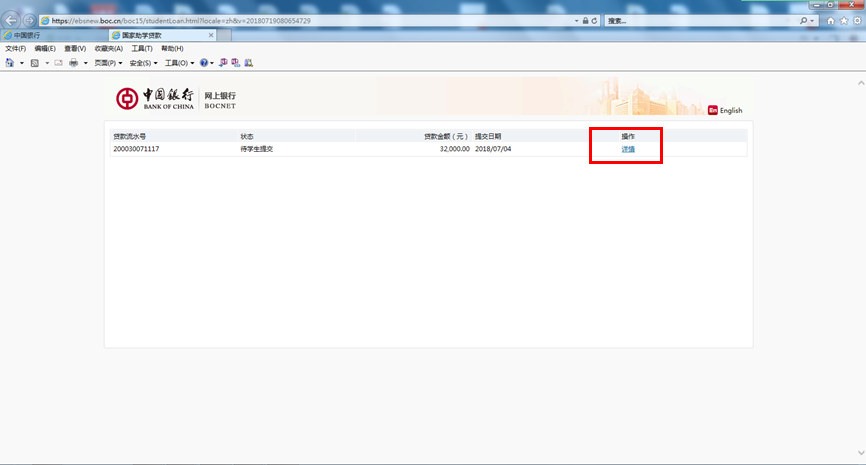 https://ebsnew.boc.cn/boc15/studentLoan.html?locale=zh&v=20180719080654729
搜索...
中国银行
国家助学贷款
文件(F) 编辑(E) 查看(V) 收藏夹(A) 工具(T) 帮助(H)
页面(P) 安全(S) 工具(O)
中国银行 网上银行
BANK OF CHINA BOCNET
En English
贷款流水号 状态 贷款金额（元） 提交日期 操作
200030071117 待学生提交 32,000.00 2018/07/04 详情